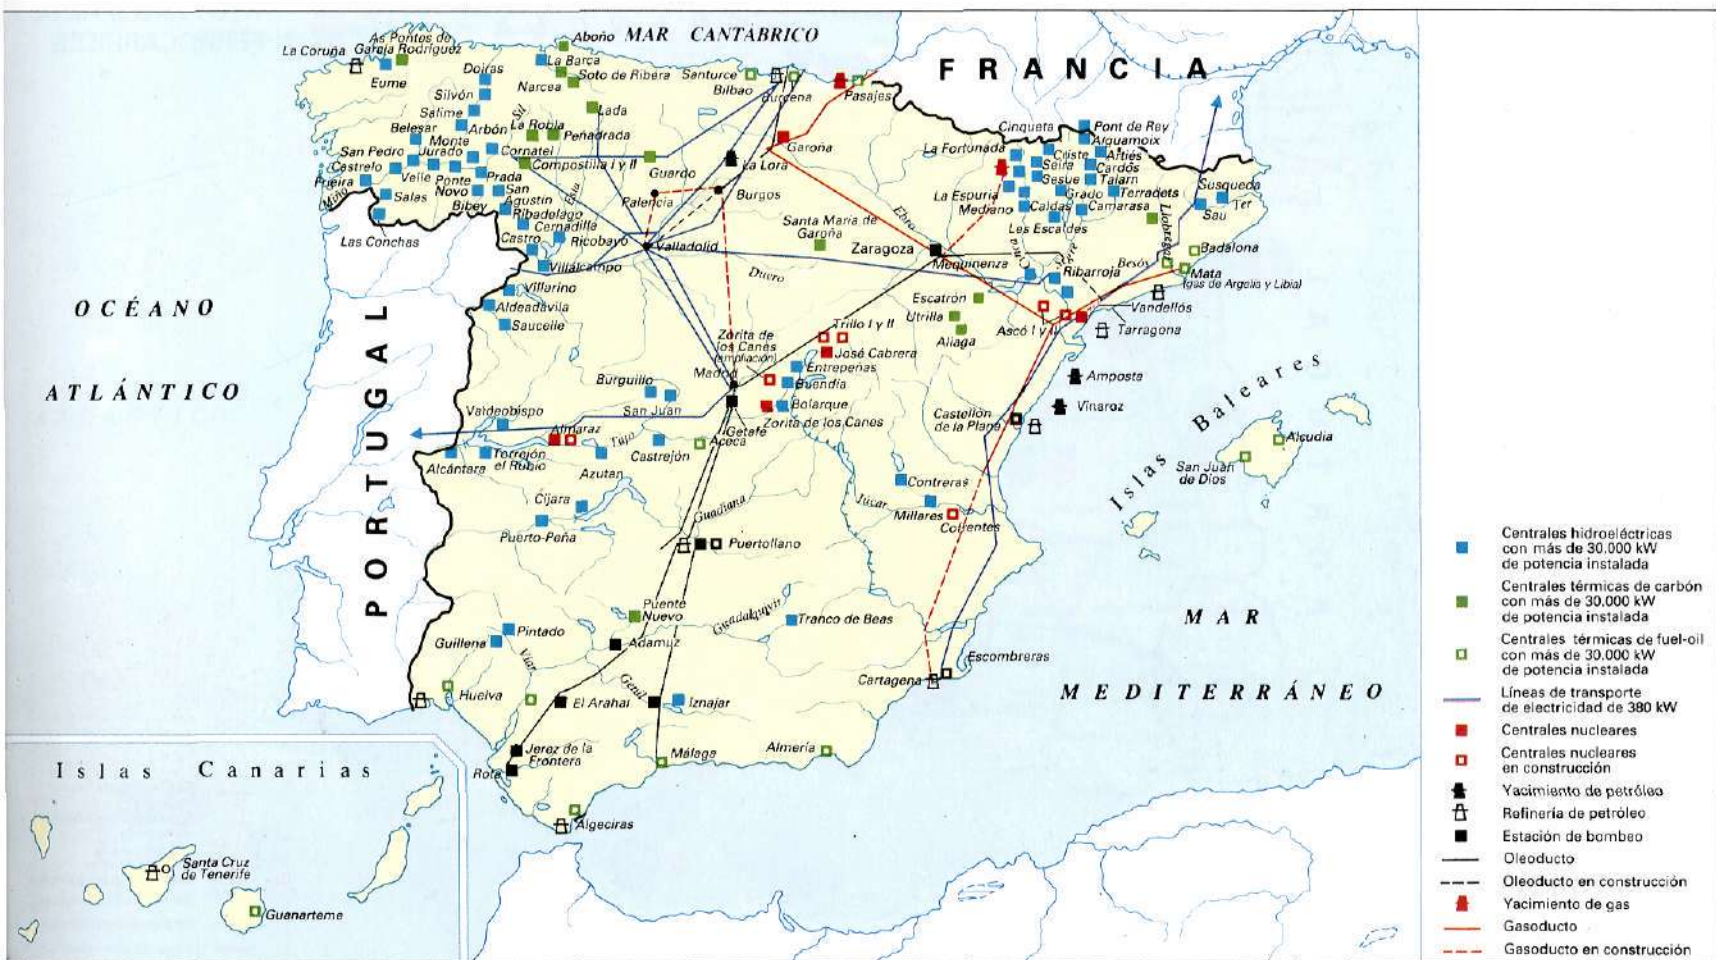 MAR CANTÁBRICO
FRANCIA
OCÉANO
ATLÁNTICO
PORTUGAL
MAR
MEDITERRÁNEO
Islas Baleares
Islas Canarias
As Pontes de
García Rodríguez
La Coruña
Eume
Aboño
La Barca
Soto de Ribera
Narcea
Doiras
Silvón
Salime
Arbón
Lada
Sil
La Robla
Peñadrada
Belesar
Monte
San Pedro
Jurado
Cornatel
Compostilla I y II
Castrelo
Velle
Ponte
Prada
Frieira
Miño
Salas
Novo
San
Agustín
Bibey
Ribadelago
Cernadilla
Las Conchas
Castro
Ricobayo
Esla
Villalcampo
Villarino
Aldeadávila
Saucelle
Santurce
Bilbao
Burcena
Pasajes
Garoña
La Lora
Guardo
Palencia
Burgos
Valladolid
Santa María de
Garoña
Duero
Ebro
Zaragoza
Mequinenza
Cinqueta
Pont de Rey
La Fortunada
Arguamoix
Criste
Artíes
Seira
Cardós
Sesue
Talarn
La Espuria
Grado
Terradets
Mediano
Caldas
Camarasa
Les Escaldes
Susqueda
Sau
Ter
Llobregat
Cinca
Segre
Ribarroja
Besós
Badalona
Mata
(gas de Argelia y Libia)
Vandellós
Tarragona
Ascó I y II
Escatrón
Utrilla
Aliaga
Amposta
Vinaroz
Castellón
de la Plana
Trillo I y II
Zorita de
los Canes
(ampliación)
José Cabrera
Entrepeñas
Buendía
Bolarque
Zorita de los Canes
Madrid
Getafe
Burguillo
San Juan
Valdeobispo
Almaraz
Tajo
Aceca
Castrejón
Azután
Torrejón
el Rubio
Alcántara
Cíjara
Puerto-Peña
Guadiana
Puertollano
Contreras
Júcar
Millares
Cofrentes
Alcudia
San Juan
de Dios
Puente
Nuevo
Guadalquivir
Tranco de Beas
Adamuz
Pintado
Guillena
Viar
Huelva
El Arahal
Genil
Iznajar
Jerez de la
Frontera
Rota
Málaga
Almería
Algeciras
Cartagena
Escombreras
Santa Cruz
de Tenerife
Guanarteme
Centrales hidroeléctricas
con más de 30.000 kW
de potencia instalada
Centrales térmicas de carbón
con más de 30.000 kW
de potencia instalada
Centrales térmicas de fuel-oil
con más de 30.000 kW
de potencia instalada
Líneas de transporte
de electricidad de 380 kW
Centrales nucleares
Centrales nucleares
en construcción
Yacimiento de petróleo
Refinería de petróleo
Estación de bombeo
Oleoducto
Oleoducto en construcción
Yacimiento de gas
Gasoducto
Gasoducto en construcción